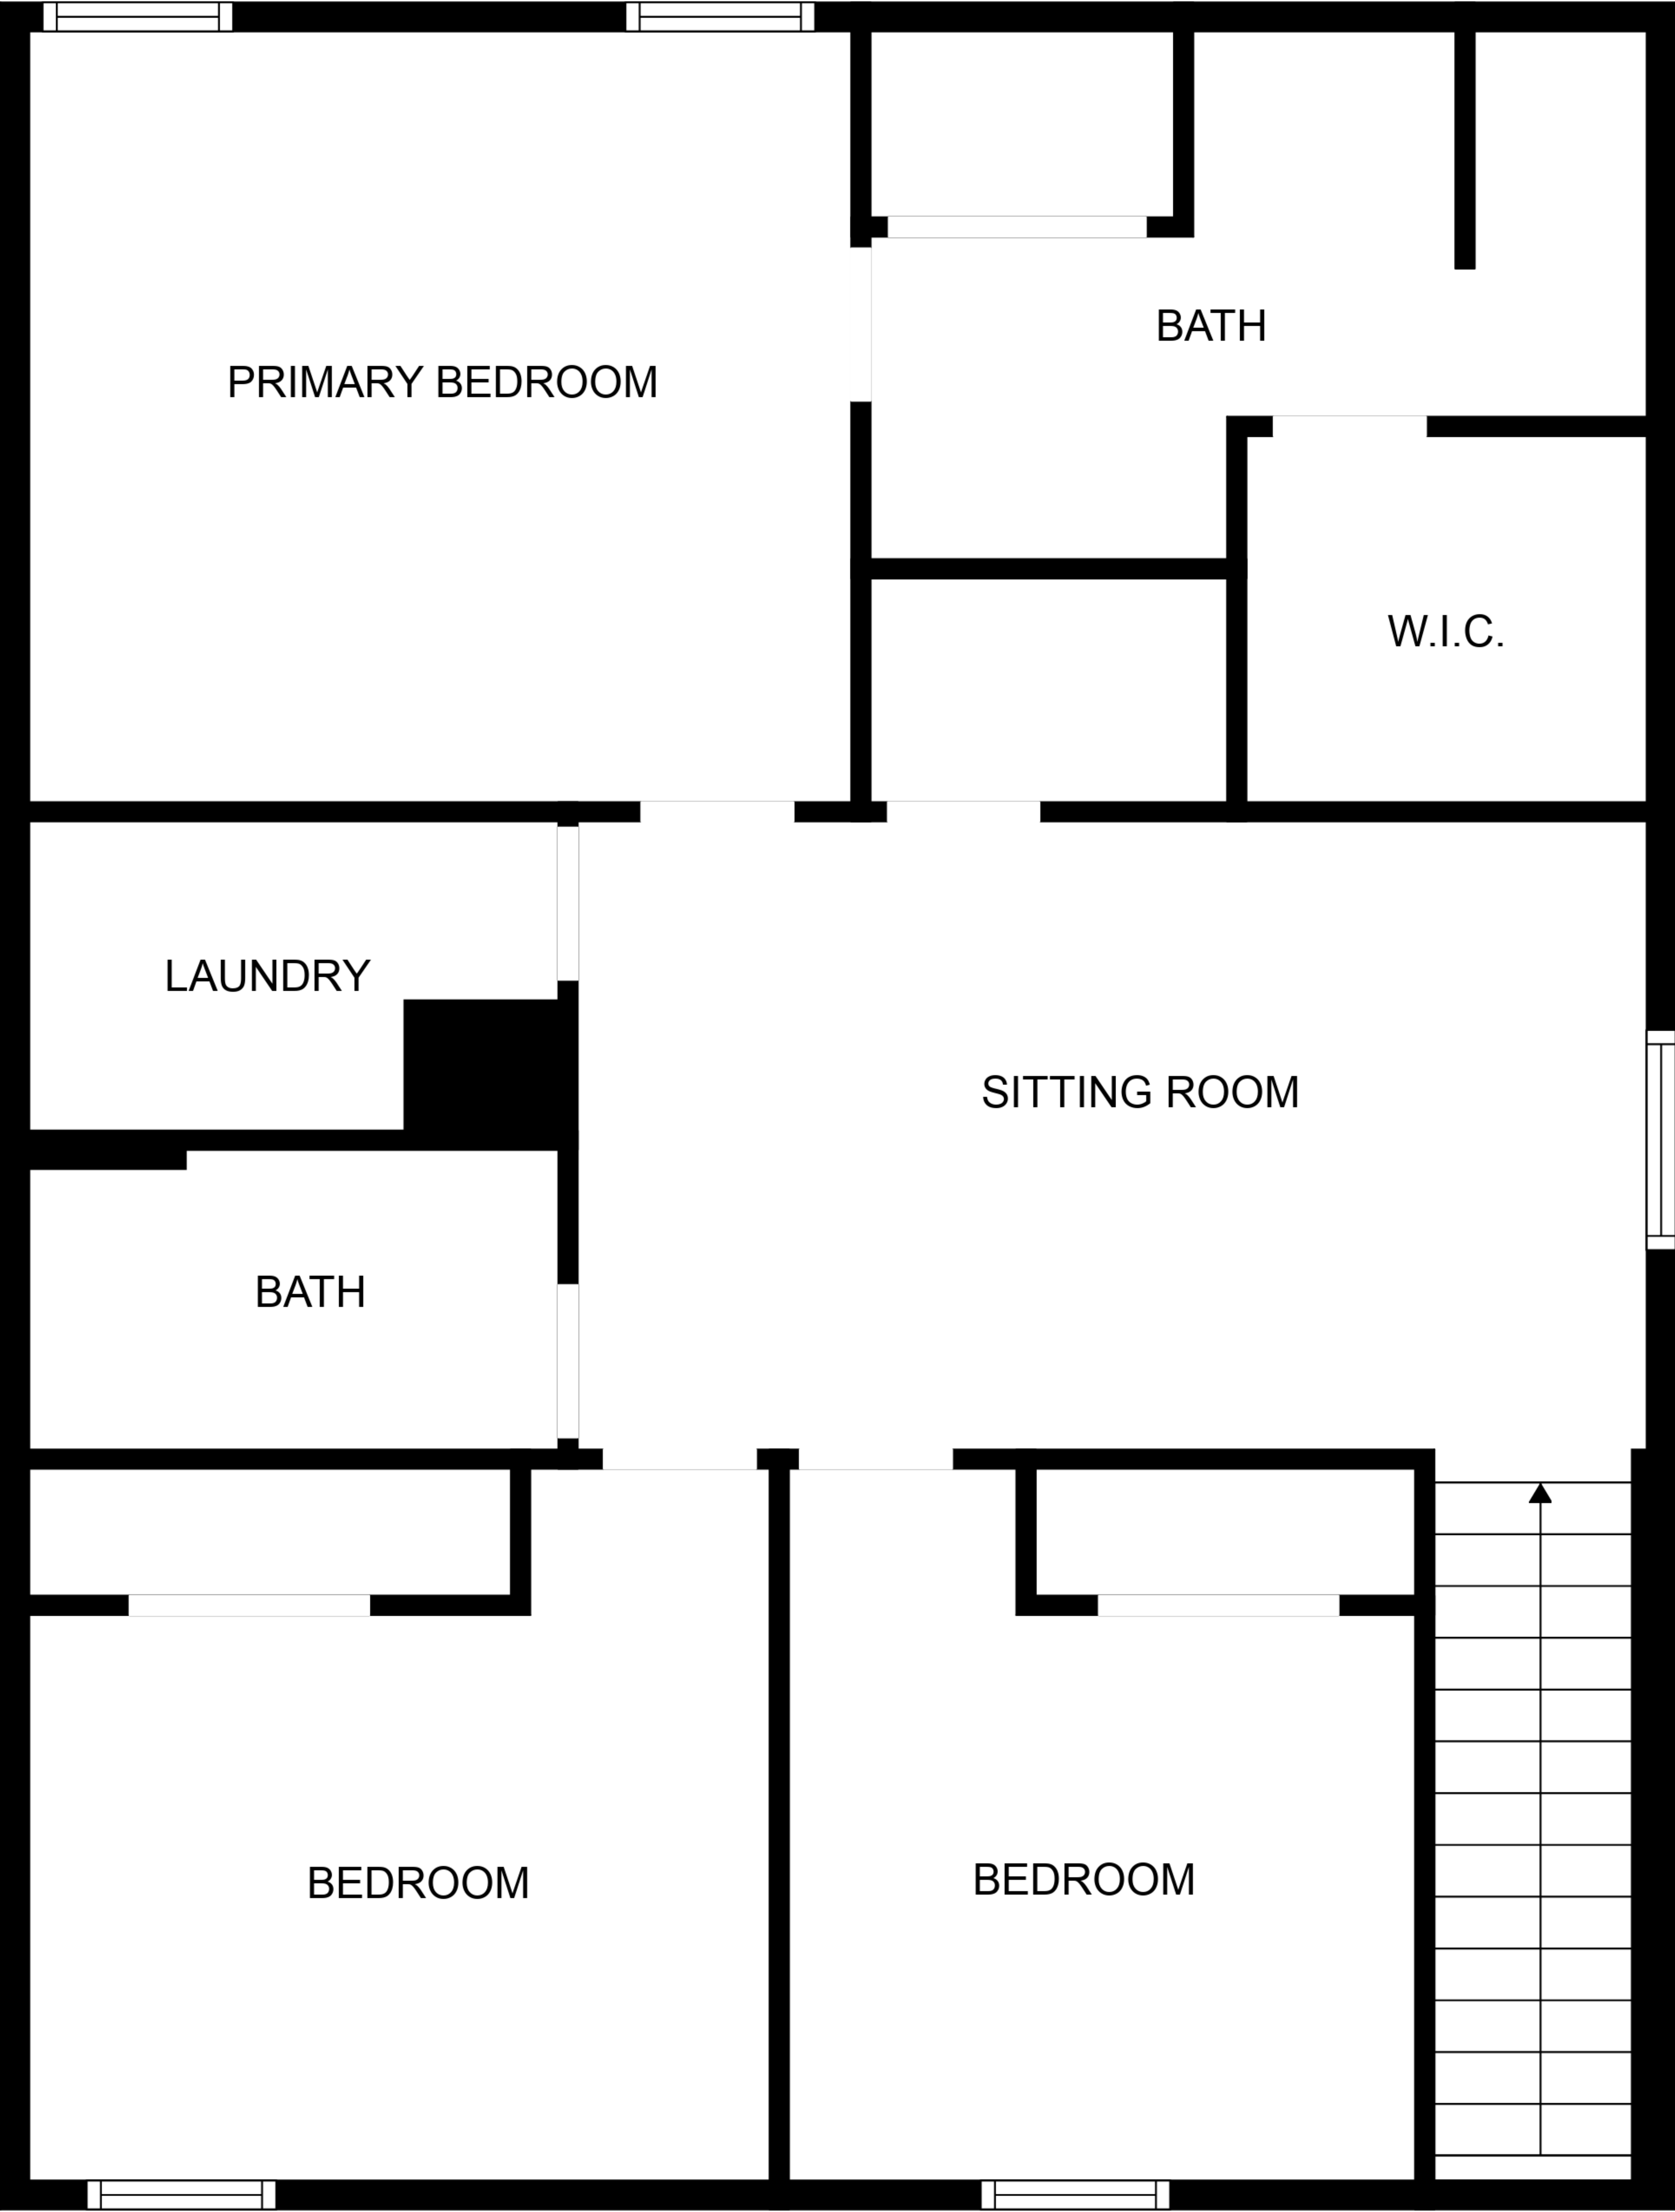 BATH
PRIMARY BEDROOM
W.I.C.
LAUNDRY
SITTING ROOM
BATH
BEDROOM
BEDROOM